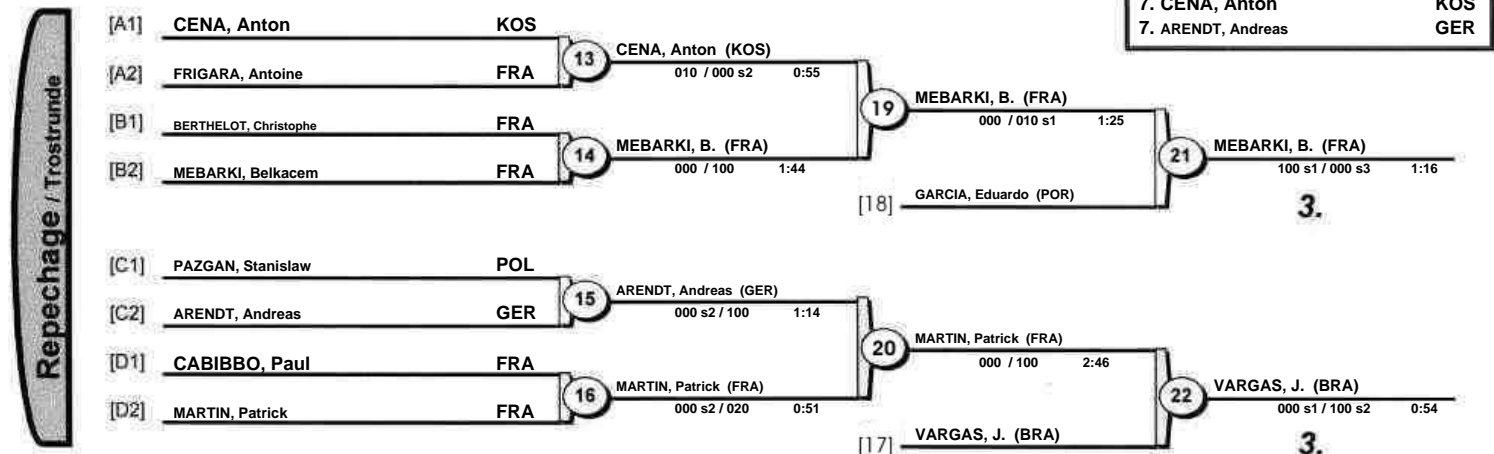 7. CENA, Anton KOS
7. ARENDT, Andreas GER
Repechage / Trostrunde
[A1] CENA, Anton KOS
[A2] FRIGARA, Antoine FRA
13
CENA, Anton (KOS)
010 / 000 s2 0:55
[B1] BERTHELOT, Christophe FRA
[B2] MEBARKI, Belkacem FRA
14
MEBARKI, B. (FRA)
000 / 100 1:44
19
MEBARKI, B. (FRA)
000 / 010 s1 1:25
[18] GARCIA, Eduardo (POR)
21
MEBARKI, B. (FRA)
100 s1 / 000 s3 1:16
3.
[C1] PAZGAN, Stanislaw POL
[C2] ARENDT, Andreas GER
15
ARENDT, Andreas (GER)
000 s2 / 100 1:14
[D1] CABIBBO, Paul FRA
[D2] MARTIN, Patrick FRA
16
MARTIN, Patrick (FRA)
000 s2 / 020 0:51
20
MARTIN, Patrick (FRA)
000 / 100 2:46
[17] VARGAS, J. (BRA)
22
VARGAS, J. (BRA)
000 s1 / 100 s2 0:54
3.